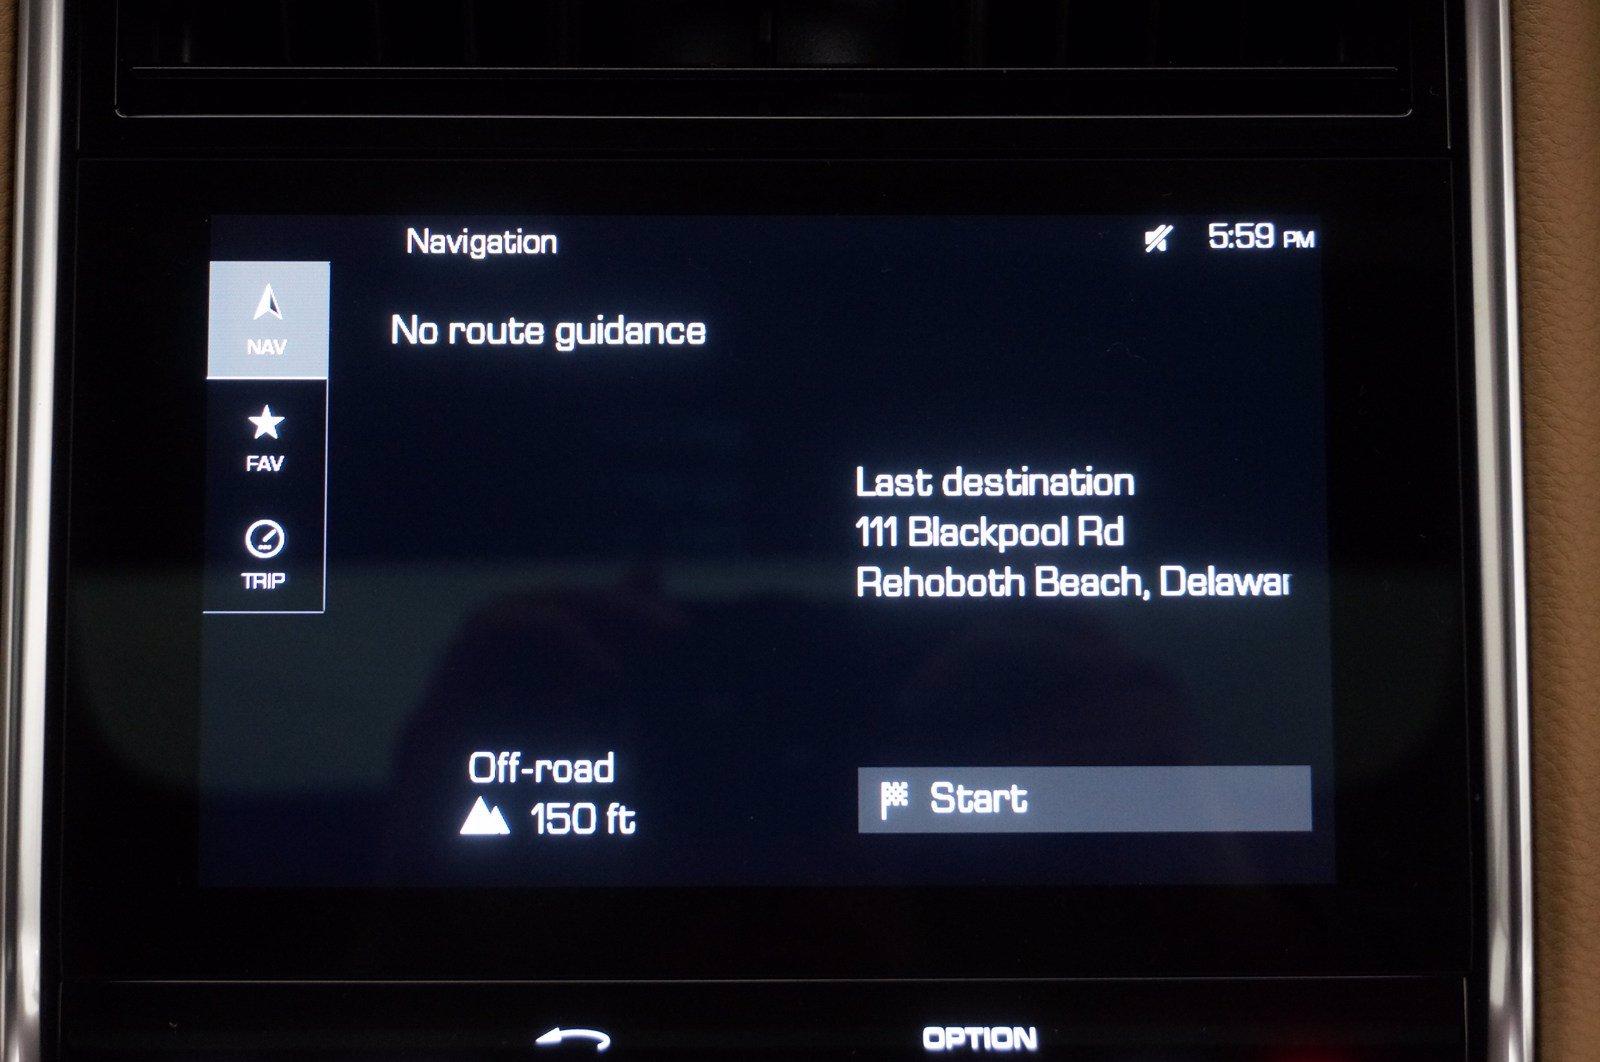 Navigation
5:59 PM
NAV
No route guidance
FAV
TRIP
Last destination
111 Blackpool Rd
Rehoboth Beach, Delawar
Off-road
150 ft
Start
OPTION